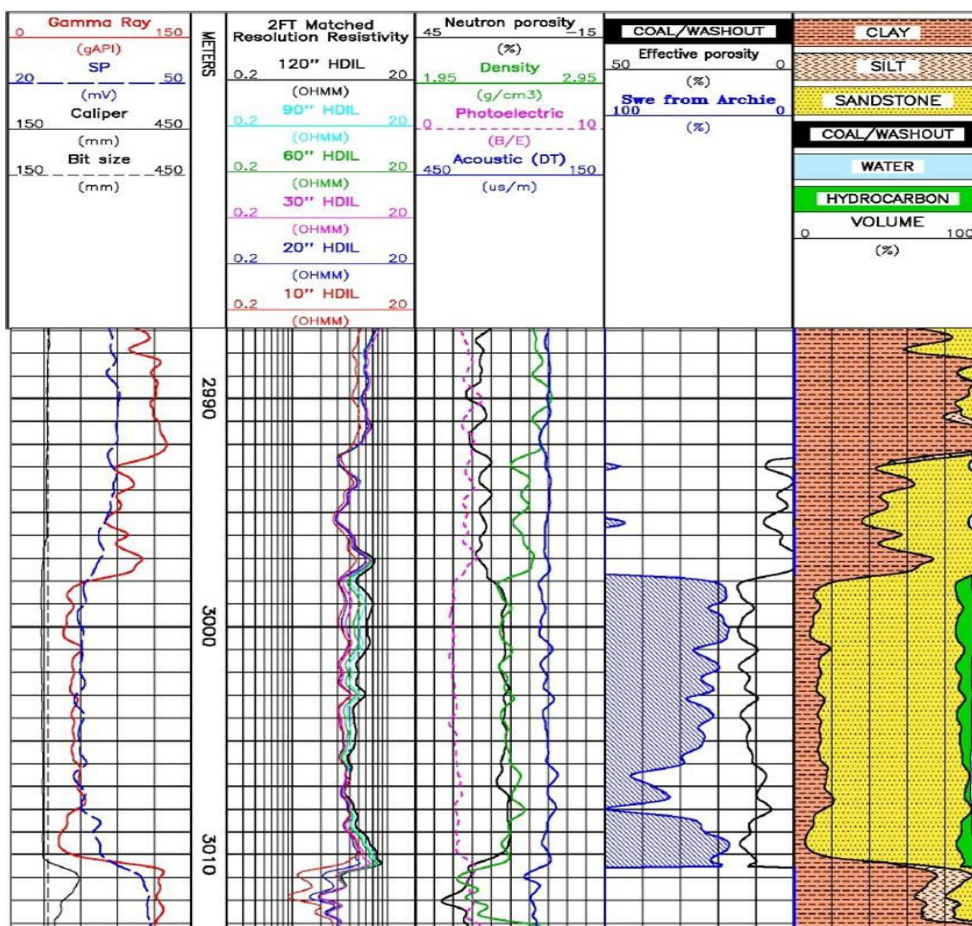 Gamma Ray
0 150
(gAPI)
SP
20 50
(mV)
Caliper
150 450
(mm)
Bit size
150 450
(mm)
METERS
2FT Matched
Resolution Resistivity
120" HDIL
0.2 20
(OHMM)
90" HDIL
0.2 20
(OHMM)
60" HDIL
0.2 20
(OHMM)
30" HDIL
0.2 20
(OHMM)
20" HDIL
0.2 20
(OHMM)
10" HDIL
0.2 20
(OHMM)
Neutron porosity
45 -15
(%)
Density
1.95 2.95
(g/cm3)
Photoelectric
0 10
(B/E)
Acoustic (DT)
450 150
(us/m)
COAL/WASHOUT
Effective porosity
50 0
(%)
Swe from Archie
100 0
(%)
CLAY
SILT
SANDSTONE
COAL/WASHOUT
WATER
HYDROCARBON
VOLUME
0 100
(%)
2990
3000
3010